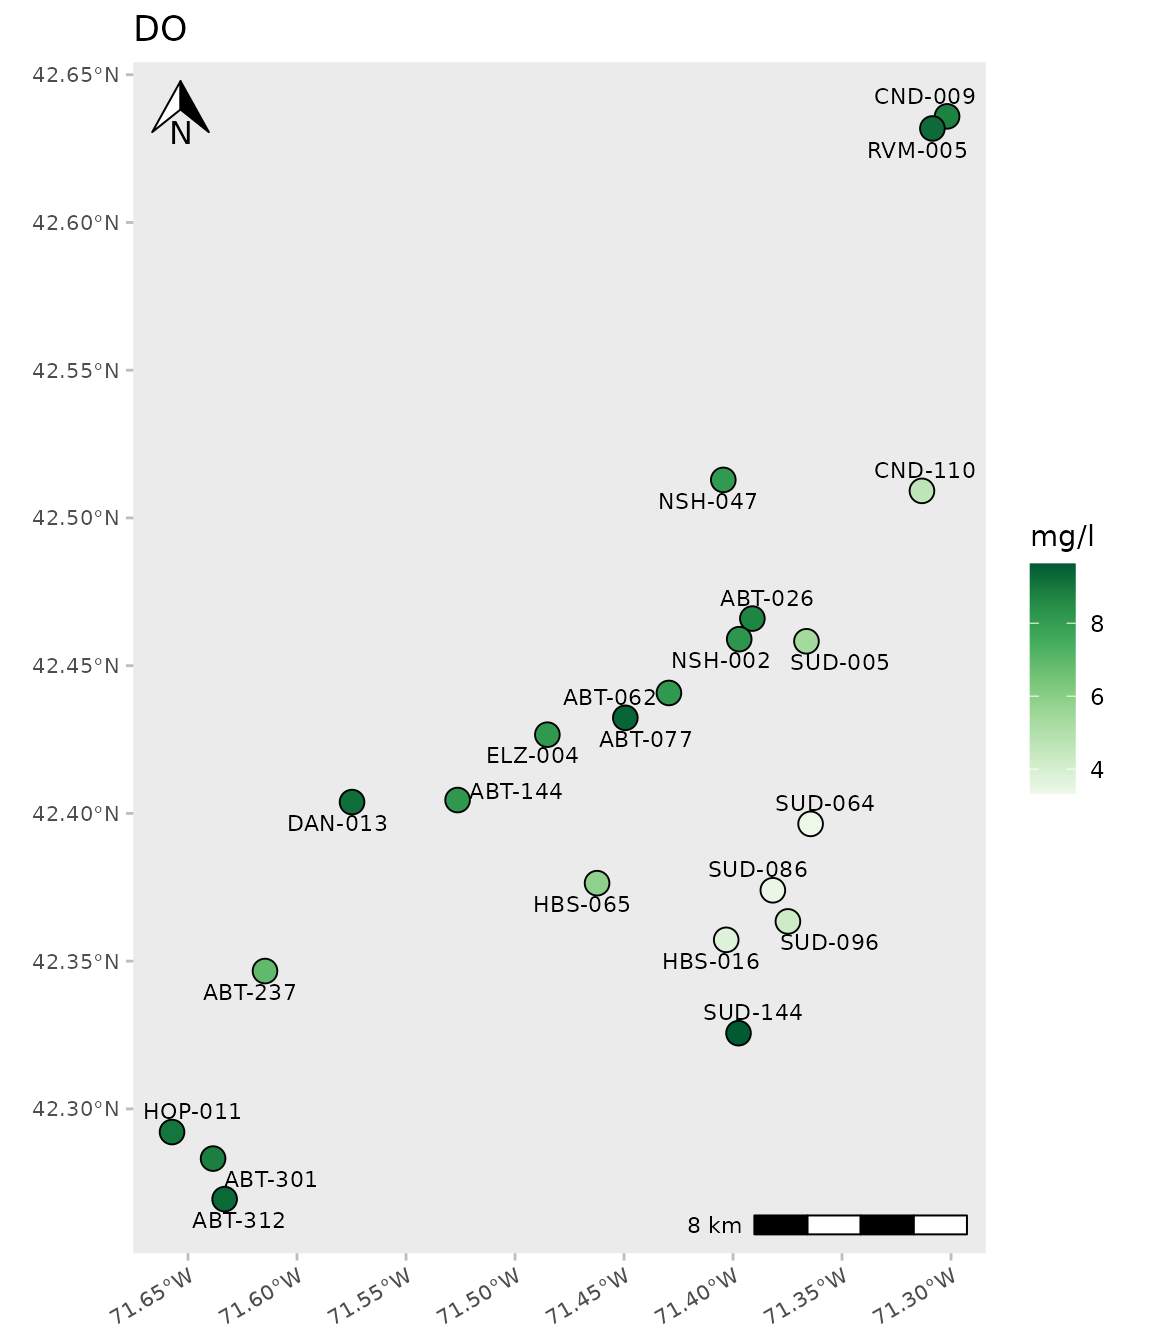 DO
42.65°N
42.60°N
42.55°N
42.50°N
42.45°N
42.40°N
42.35°N
42.30°N
N
CND-009
RVM-005
CND-110
NSH-047
ABT-026
NSH-002
SUD-005
ABT-062
ABT-077
ELZ-004
ABT-144
DAN-013
SUD-064
SUD-086
HBS-065
SUD-096
HBS-016
ABT-237
SUD-144
HOP-011
ABT-301
ABT-312
8 km
71.65°W
71.60°W
71.55°W
71.50°W
71.45°W
71.40°W
71.35°W
71.30°W
mg/l
8
6
4